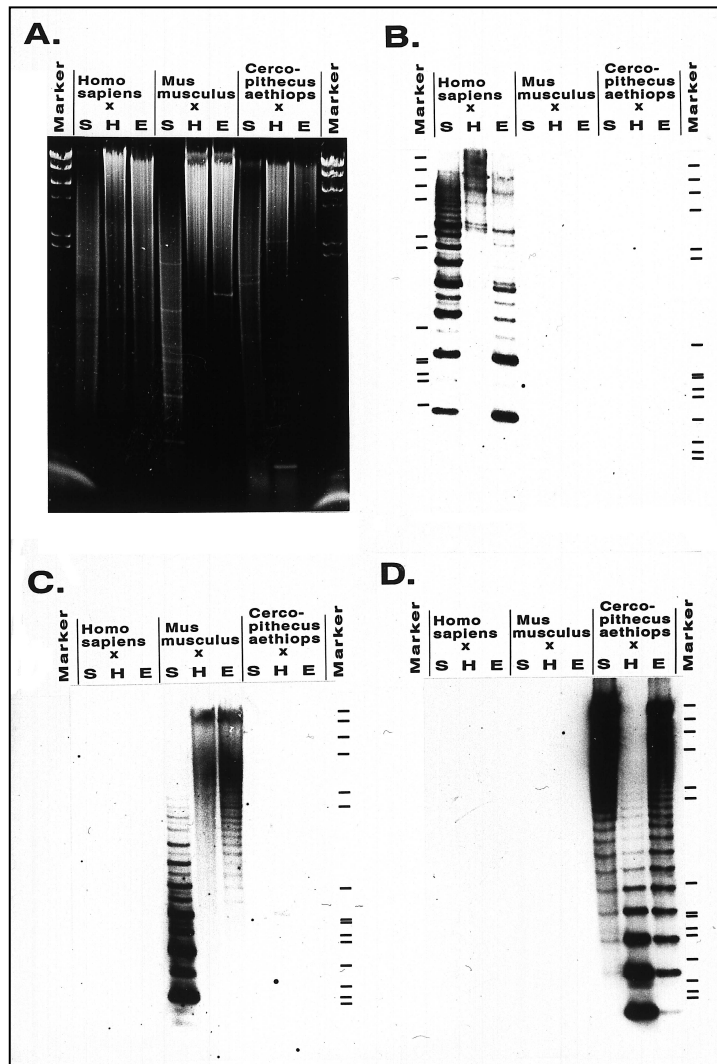 A.
Marker
Homo
sapiens
x
S H E
Mus
musculus
x
S H E
Cerco-
pithecus
aethiops
x
S H E
Marker
B.
Marker
Homo
sapiens
x
S H E
Mus
musculus
x
S H E
Cerco-
pithecus
aethiops
x
S H E
Marker
C.
Marker
Homo
sapiens
x
S H E
Mus
musculus
x
S H E
Cerco-
pithecus
aethiops
x
S H E
Marker
D.
Marker
Homo
sapiens
x
S H E
Mus
musculus
x
S H E
Cerco-
pithecus
aethiops
x
S H E
Marker